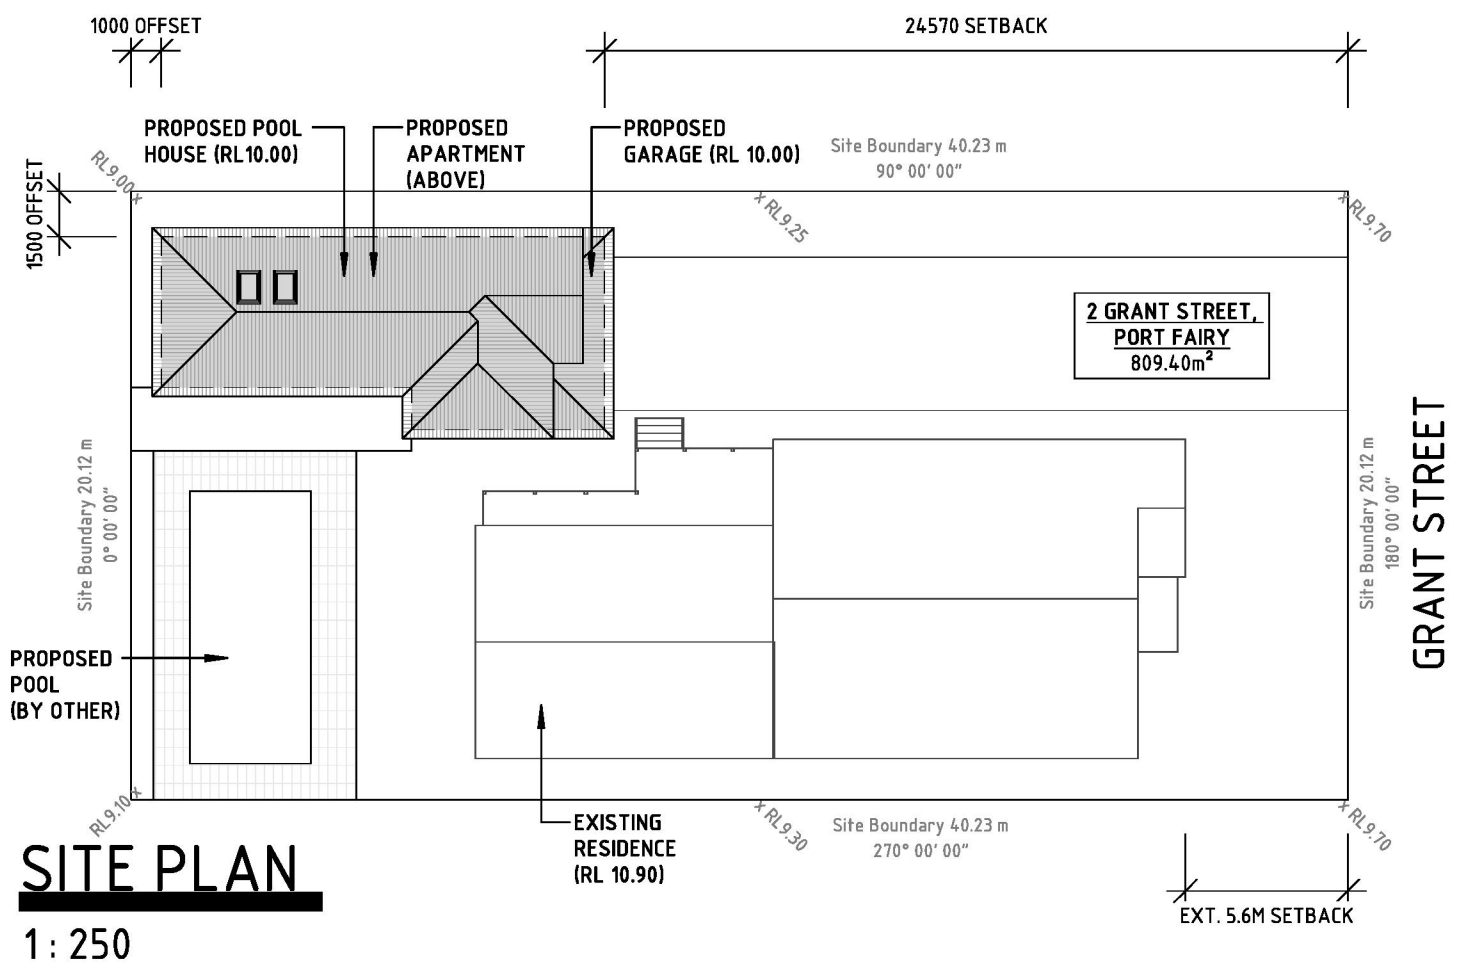 1000 OFFSET
24570 SETBACK
PROPOSED POOL
HOUSE (RL10.00)
PROPOSED
APARTMENT
(ABOVE)
PROPOSED
GARAGE (RL 10.00)
Site Boundary 40.23 m
90° 00' 00"
RL9.00 x
1500 OFFSET
x RL9.25
x RL9.70
2 GRANT STREET,
PORT FAIRY
809.40m²
Site Boundary 20.12 m
0° 00' 00"
Site Boundary 20.12 m
180° 00' 00"
GRANT STREET
PROPOSED
POOL
(BY OTHER)
RL9.10 x
EXISTING
RESIDENCE
(RL 10.90)
x RL9.30
Site Boundary 40.23 m
270° 00' 00"
x RL9.70
SITE PLAN
1 : 250
EXT. 5.6M SETBACK